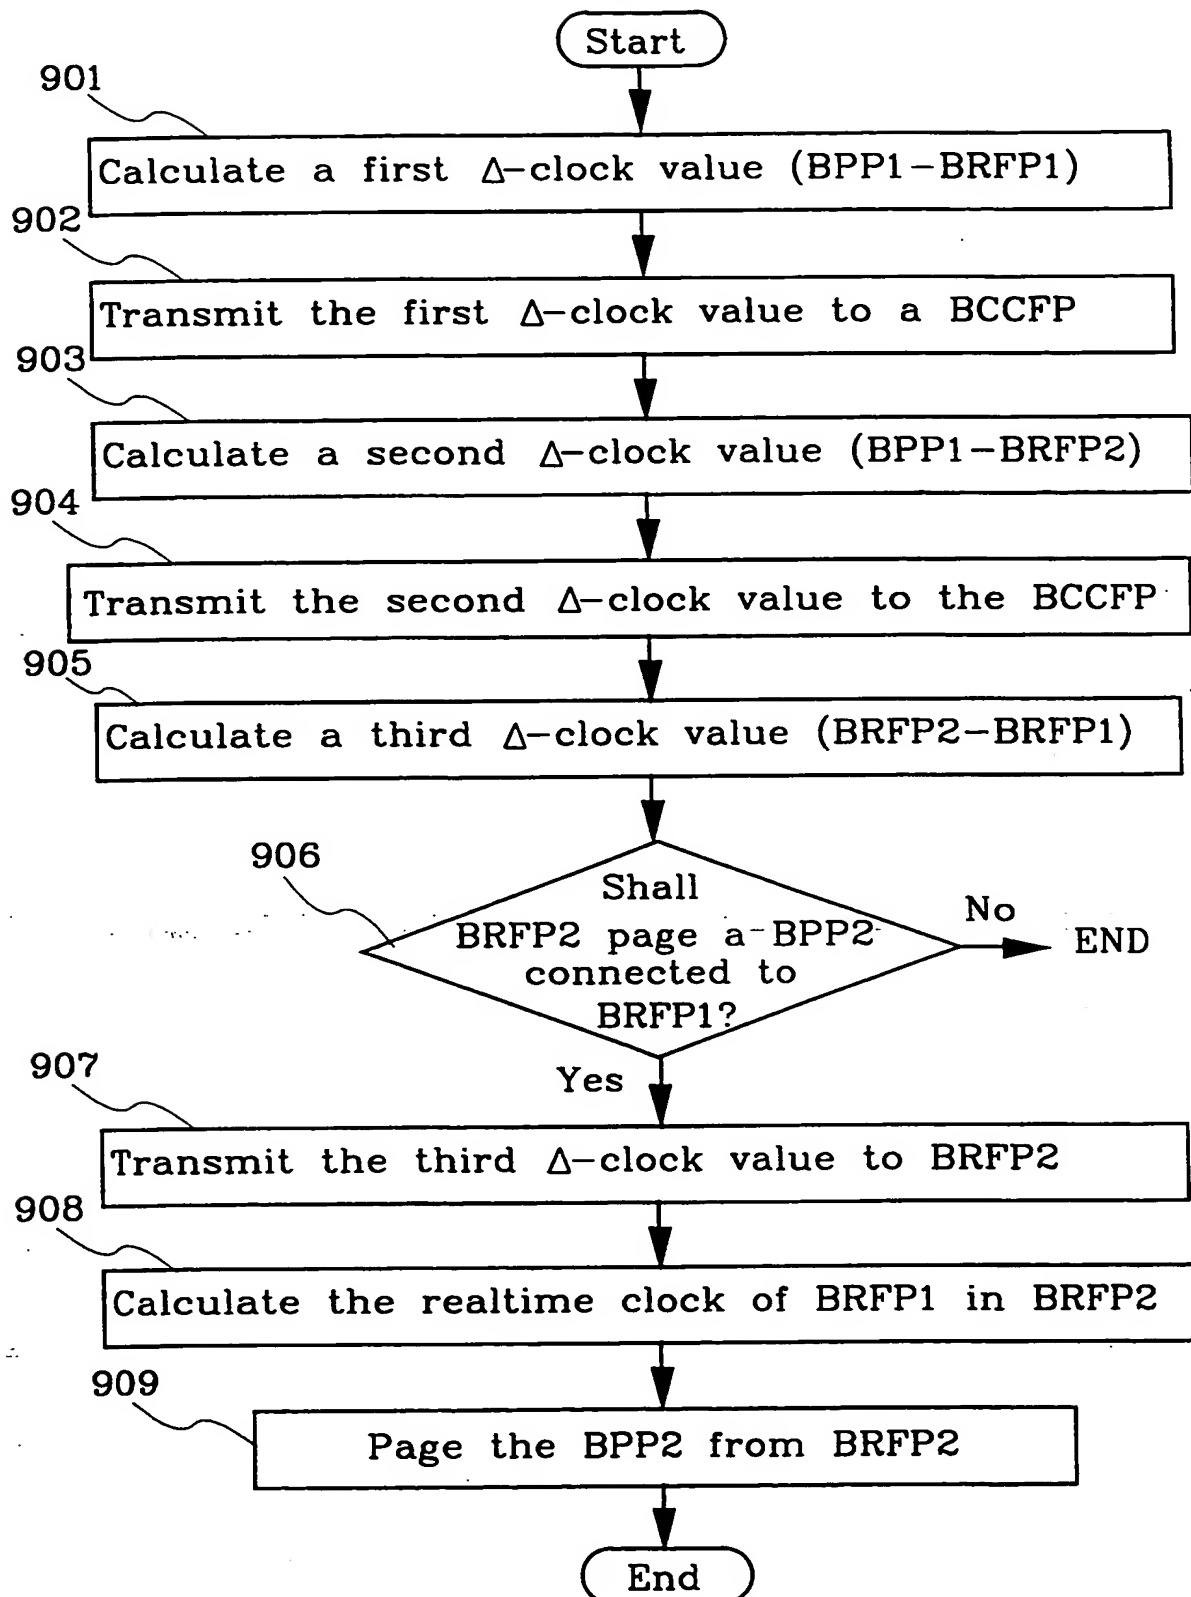 Start
901
Calculate a first Δ-clock value (BPP1-BRFP1)
902
Transmit the first Δ-clock value to a BCCFP
903
Calculate a second Δ-clock value (BPP1-BRFP2)
904
Transmit the second Δ-clock value to the BCCFP
905
Calculate a third Δ-clock value (BRFP2-BRFP1)
906
Shall
BRFP2 page a BPP2
connected to
BRFP1?
No
END
Yes
907
Transmit the third Δ-clock value to BRFP2
908
Calculate the realtime clock of BRFP1 in BRFP2
909
Page the BPP2 from BRFP2
End